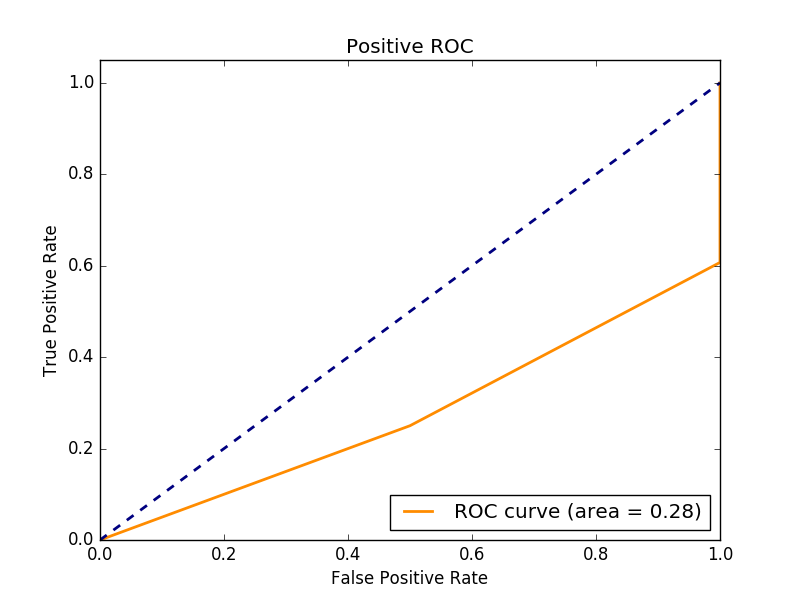 Positive ROC
1.0
0.8
0.6
0.4
0.2
0.0
True Positive Rate
ROC curve (area = 0.28)
0.0 0.2 0.4 0.6 0.8 1.0
False Positive Rate